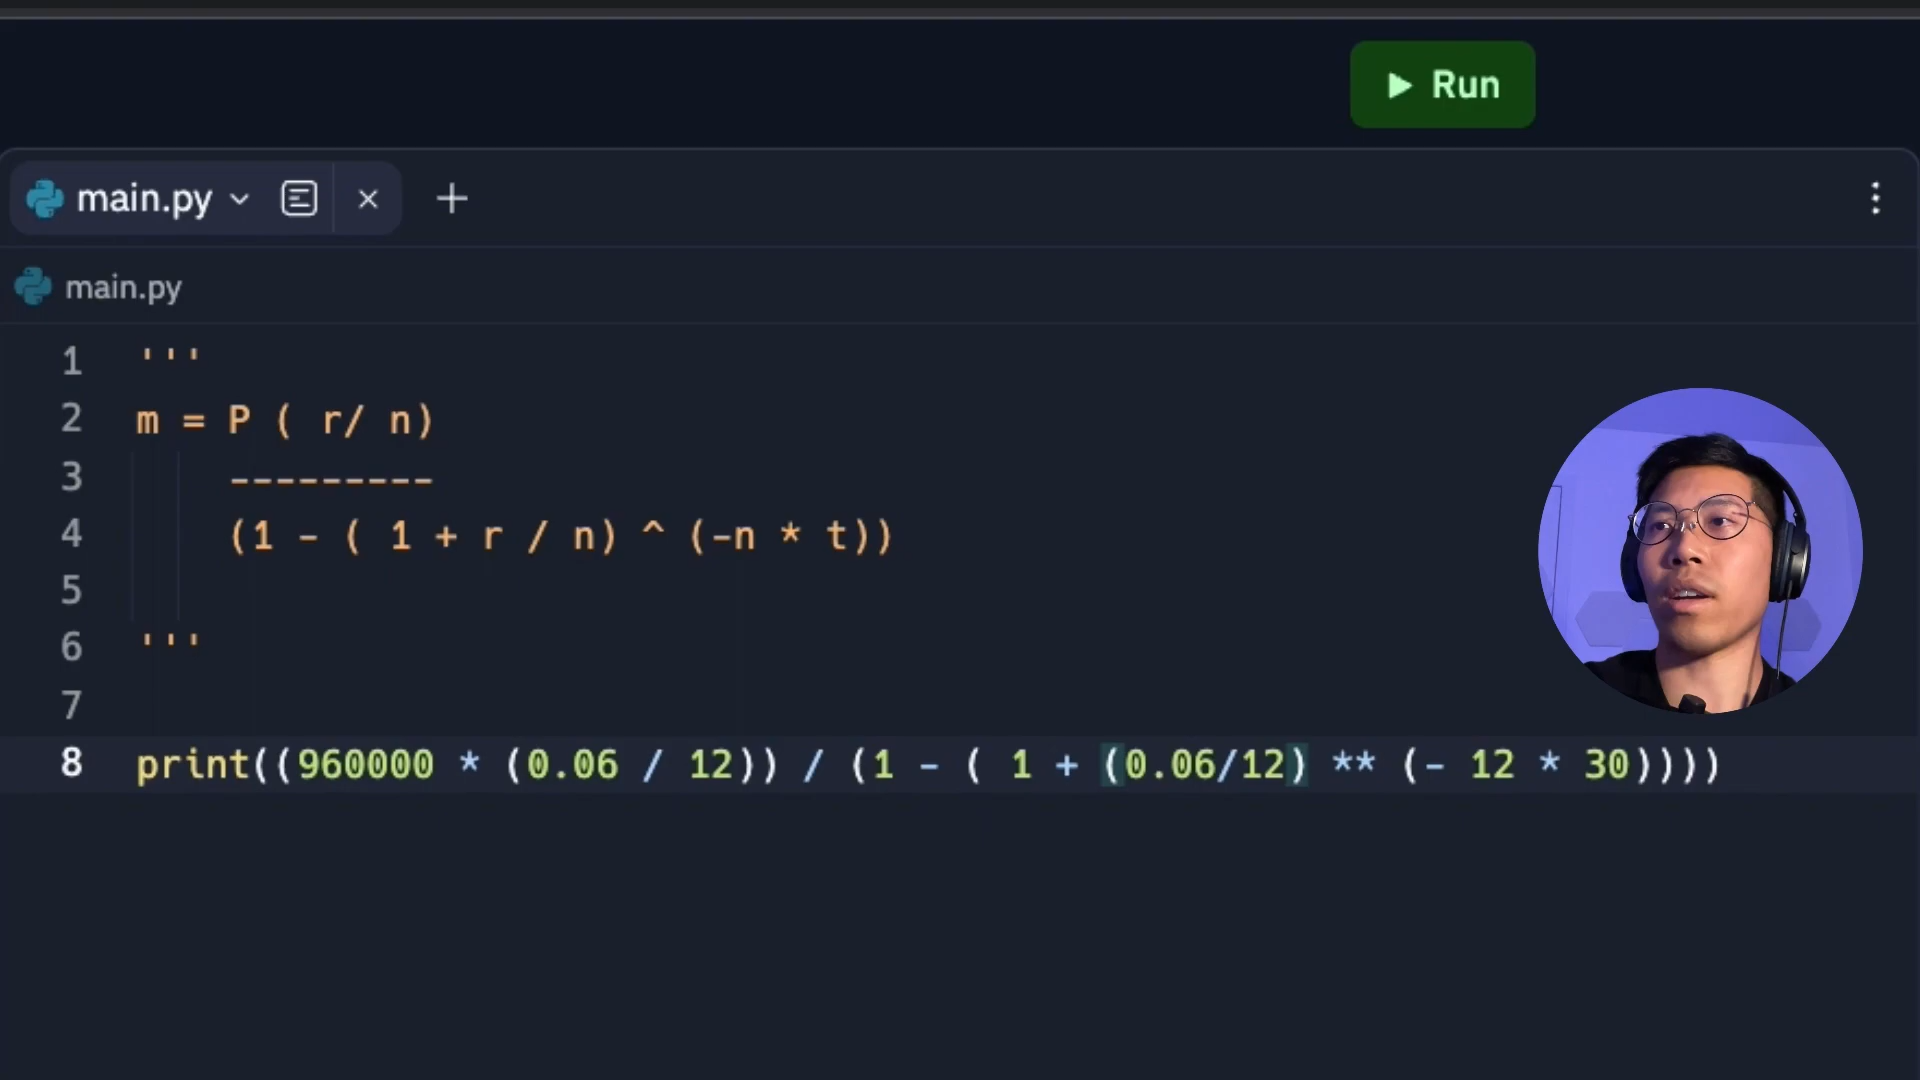 Run
main.py
main.py
1 '''
2 m = P ( r/ n)
3 ---------
4 (1 - ( 1 + r / n) ^ (-n * t))
5
6 '''
7
8 print((960000 * (0.06 / 12)) / (1 - ( 1 + (0.06/12) ** (- 12 * 30))))